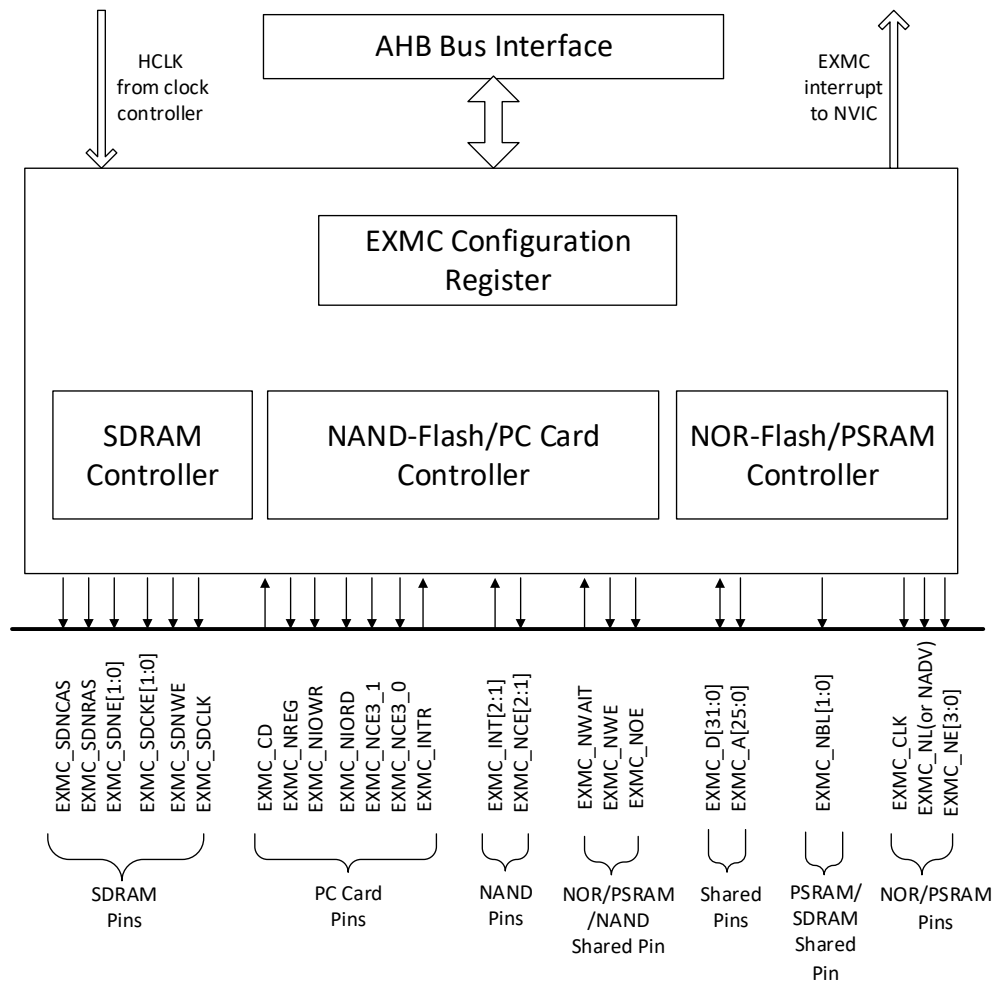 HCLK
from clock
controller
AHB Bus Interface
EXMC
interrupt
to NVIC
EXMC Configuration
Register
SDRAM
Controller
NAND-Flash/PC Card
Controller
NOR-Flash/PSRAM
Controller
EXMC_SDNCAS
EXMC_SDNRAS
EXMC_SDNE[1:0]
EXMC_SDCKE[1:0]
EXMC_SDNWE
EXMC_SDCLK
EXMC_CD
EXMC_NREG
EXMC_NIOWR
EXMC_NIORD
EXMC_NCE3_1
EXMC_NCE3_0
EXMC_INTR
EXMC_INT[2:1]
EXMC_NCE[2:1]
EXMC_NWAIT
EXMC_NWE
EXMC_NOE
EXMC_D[31:0]
EXMC_A[25:0]
EXMC_NBL[1:0]
EXMC_CLK
EXMC_NL(or NADV)
EXMC_NE[3:0]
SDRAM
Pins
PC Card
Pins
NAND
Pins
NOR/PSRAM
/NAND
Shared Pin
Shared
Pins
PSRAM/
SDRAM
Shared
Pin
NOR/PSRAM
Pins